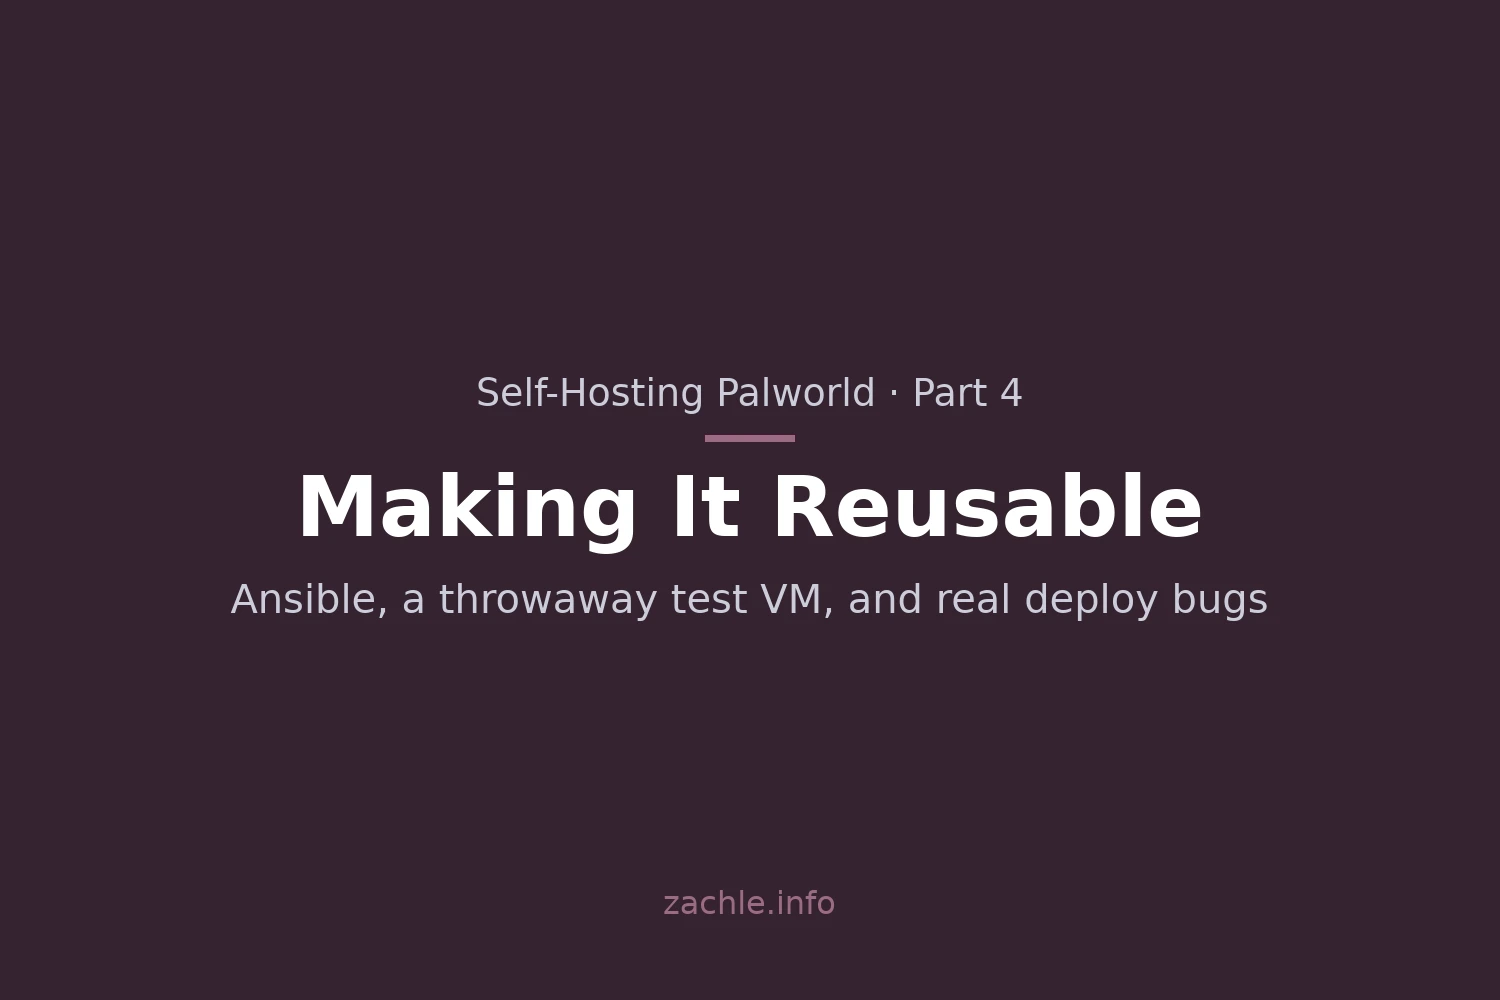 Self-Hosting Palworld · Part 4
Making It Reusable
Ansible, a throwaway test VM, and real deploy bugs
zachle.info